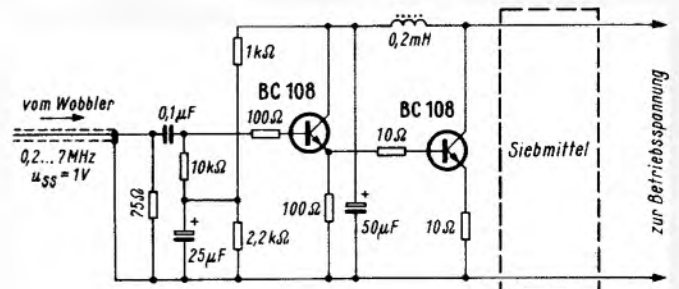 1kΩ
0,2mH
BC 108
BC 108
vom Wobbler
0,1µF
100Ω
10Ω
0,2...7MHz
uSS = 1V
10kΩ
75Ω
25µF
+
2,2kΩ
100Ω
+
50µF
10Ω
Siebmittel
zur Betriebsspannung